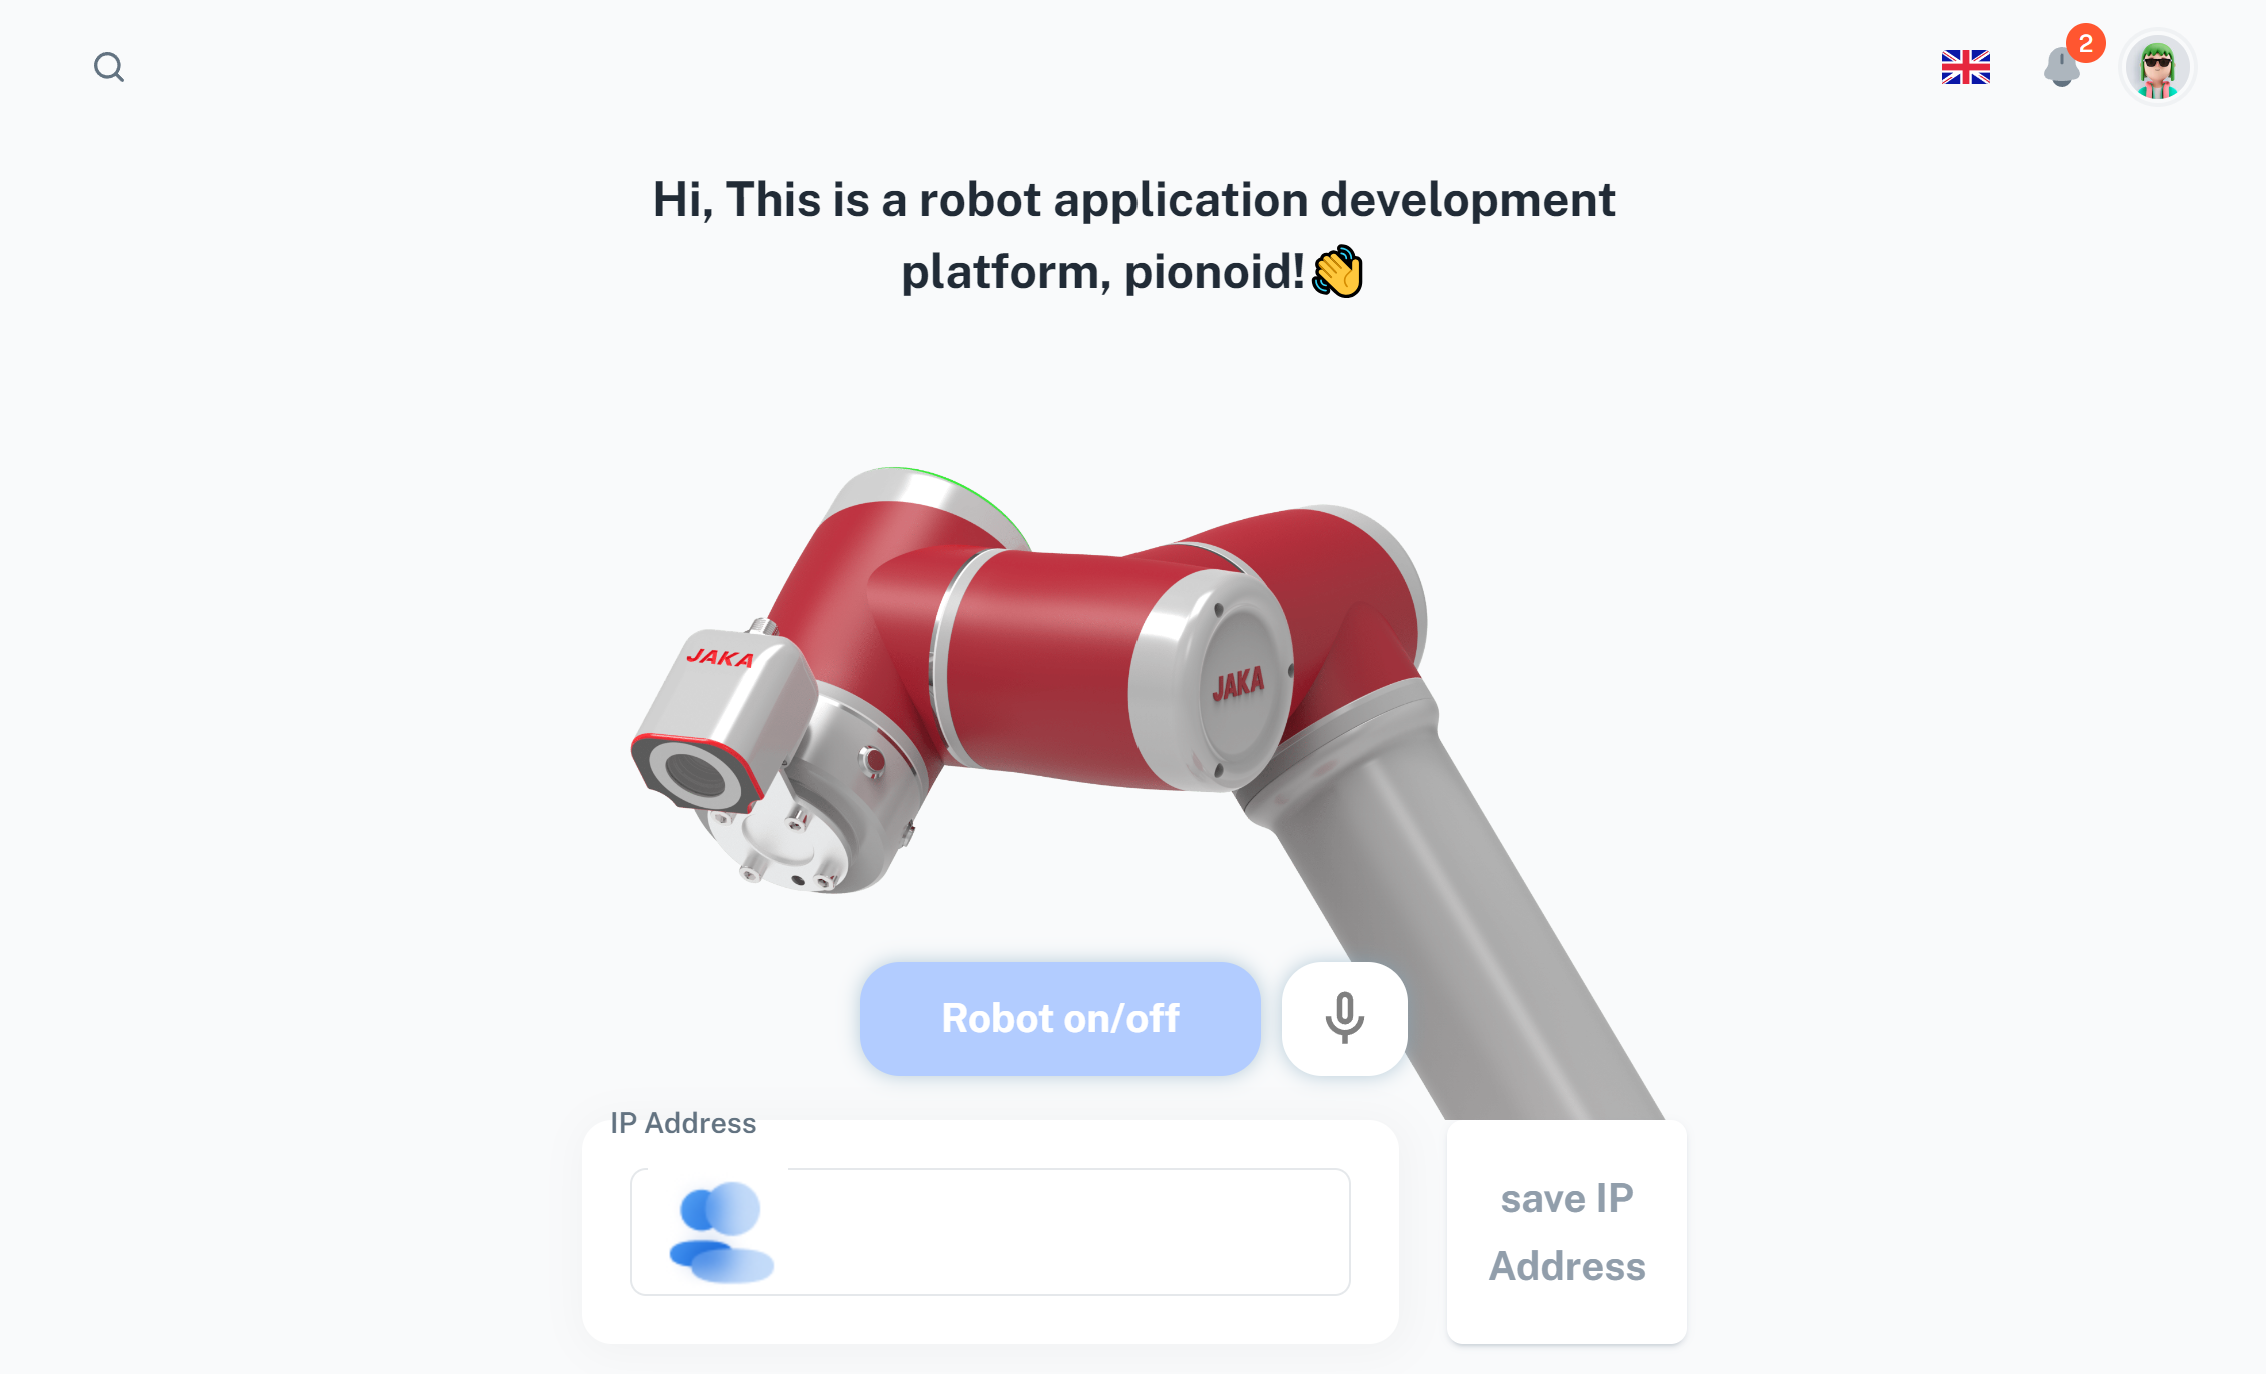 2
Hi, This is a robot application development
platform, pionoid!👋
JAKA
JAKA
Robot on/off
IP Address
save IP
Address